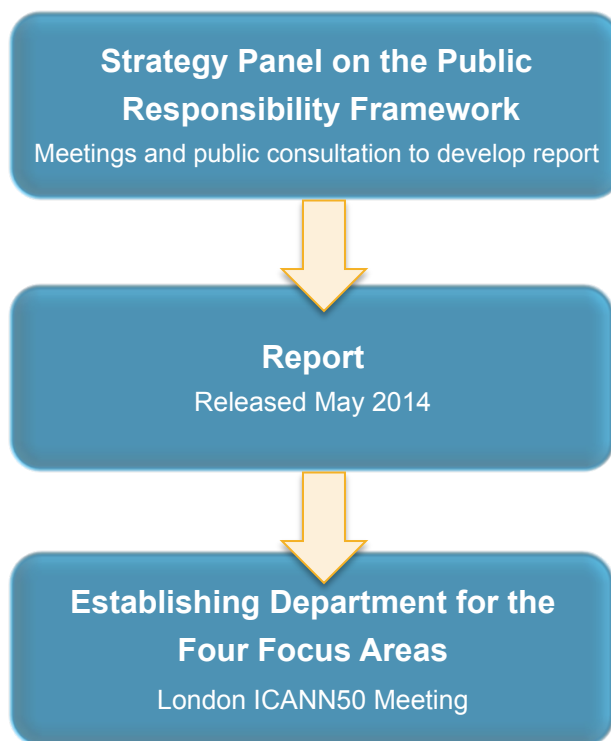 Strategy Panel on the Public
Responsibility Framework
Meetings and public consultation to develop report
Report
Released May 2014
Establishing Department for the
Four Focus Areas
London ICANN50 Meeting